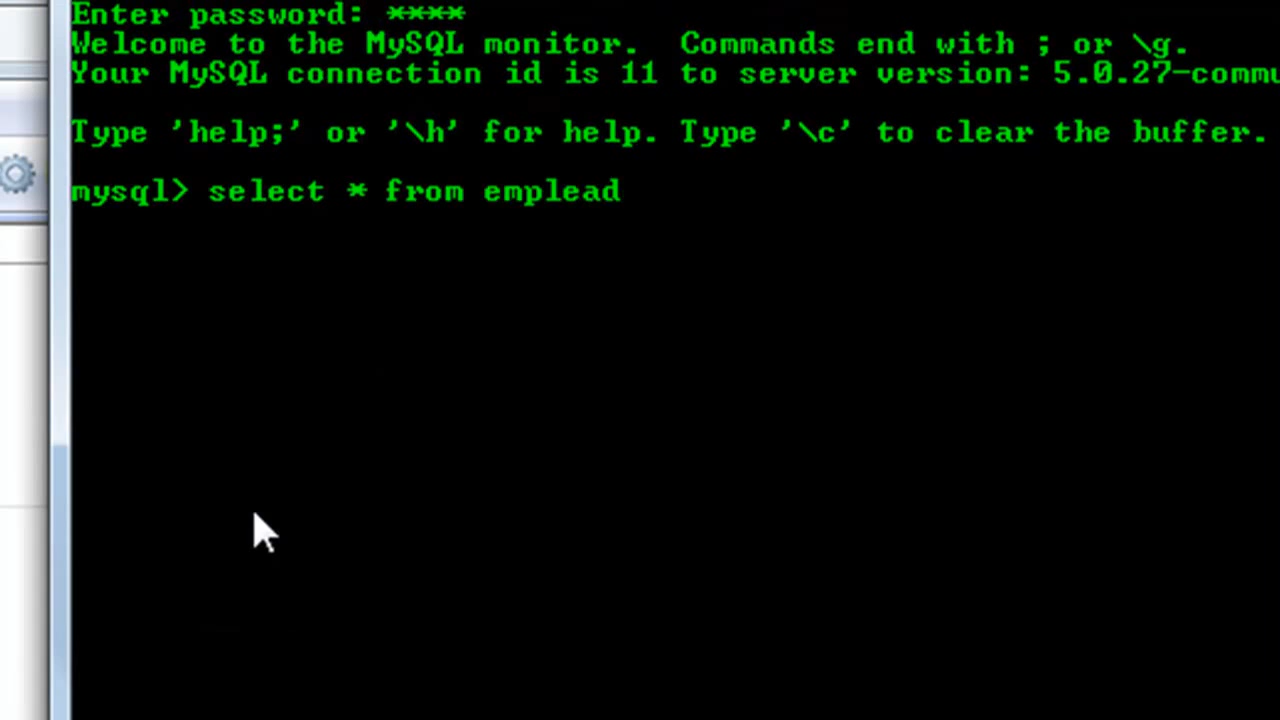 Enter password: ****
Welcome to the MySQL monitor.  Commands end with ; or \g.
Your MySQL connection id is 11 to server version: 5.0.27-commu
Type 'help;' or '\h' for help. Type '\c' to clear the buffer.
mysql> select * from emplead